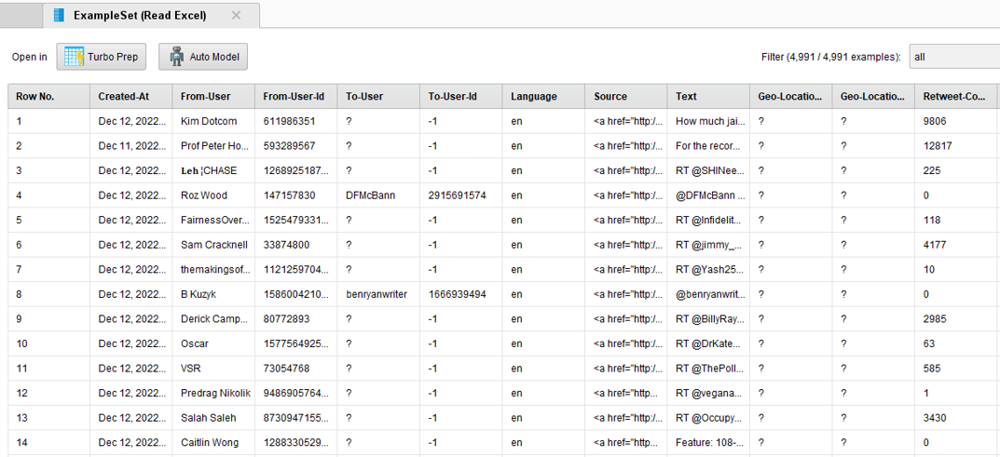 ExampleSet (Read Excel)
Open in Turbo Prep Auto Model Filter (4,991 / 4,991 examples): all
Row No. Created-At From-User From-User-Id To-User To-User-Id Language Source Text Geo-Locatio... Geo-Locatio... Retweet-Co...
1 Dec 12, 2022... Kim Dotcom 611986351 ? -1 en <a href="http:/... How much jai... ? ? 9806
2 Dec 11, 2022... Prof Peter Ho... 593289567 ? -1 en <a href="http:/... For the recor... ? ? 12817
3 Dec 12, 2022... Leh ¦CHASE 1268925187... ? -1 en <a href="http:/... RT @SHINee... ? ? 225
4 Dec 12, 2022... Roz Wood 147157830 DFMcBann 2915691574 en <a href="http:/... @DFMcBann ... ? ? 0
5 Dec 12, 2022... FairnessOver... 1525479331... ? -1 en <a href="http:/... RT @Infidelit... ? ? 118
6 Dec 12, 2022... Sam Cracknell 33874800 ? -1 en <a href="http:/... RT @jimmy_... ? ? 4177
7 Dec 12, 2022... themakingsof... 1121259704... ? -1 en <a href="http:/... RT @Yash25... ? ? 10
8 Dec 12, 2022... B Kuzyk 1586004210... benryanwriter 1666939494 en <a href="http:/... @benryanwrit... ? ? 0
9 Dec 12, 2022... Derick Camp... 80772893 ? -1 en <a href="http:/... RT @BillyRay... ? ? 2985
10 Dec 12, 2022... Oscar 1577564925... ? -1 en <a href="http:/... RT @DrKate... ? ? 63
11 Dec 12, 2022... VSR 73054768 ? -1 en <a href="http:/... RT @ThePoll... ? ? 585
12 Dec 12, 2022... Predrag Nikolik 9486905764... ? -1 en <a href="http... RT @vegana... ? ? 1
13 Dec 12, 2022... Salah Saleh 8730947155... ? -1 en <a href="http:/... RT @Occupy... ? ? 3430
14 Dec 12, 2022... Caitlin Wong 1288330529... ? -1 en <a href="http... Feature: 108-... ? ? 0